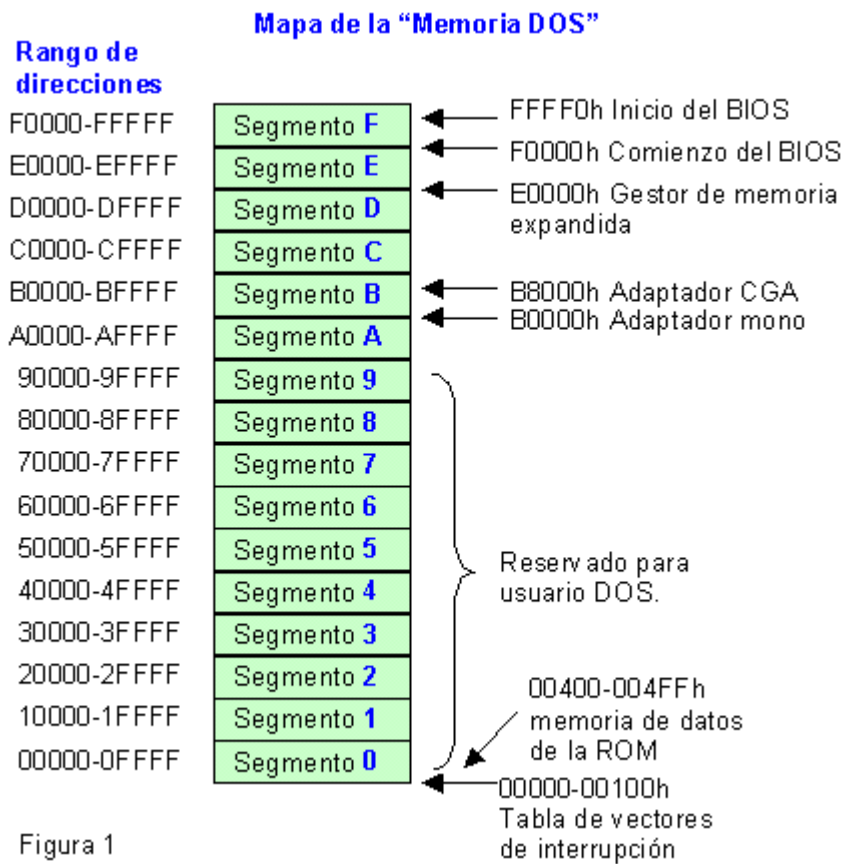 Mapa de la “Memoria DOS”
Rango de
direcciones
F0000-FFFFF
Segmento F
FFFF0h Inicio del BIOS
F0000h Comienzo del BIOS
E0000-EFFFF
Segmento E
E0000h Gestor de memoria
expandida
D0000-DFFFF
Segmento D
C0000-CFFFF
Segmento C
B0000-BFFFF
Segmento B
B8000h Adaptador CGA
B0000h Adaptador mono
A0000-AFFFF
Segmento A
90000-9FFFF
Segmento 9
80000-8FFFF
Segmento 8
70000-7FFFF
Segmento 7
60000-6FFFF
Segmento 6
50000-5FFFF
Segmento 5
Reservado para
usuario DOS.
40000-4FFFF
Segmento 4
30000-3FFFF
Segmento 3
20000-2FFFF
Segmento 2
10000-1FFFF
Segmento 1
00000-0FFFF
Segmento 0
00400-004FFh
memoria de datos
de la ROM
00000-00100h
Tabla de vectores
de interrupción
Figura 1